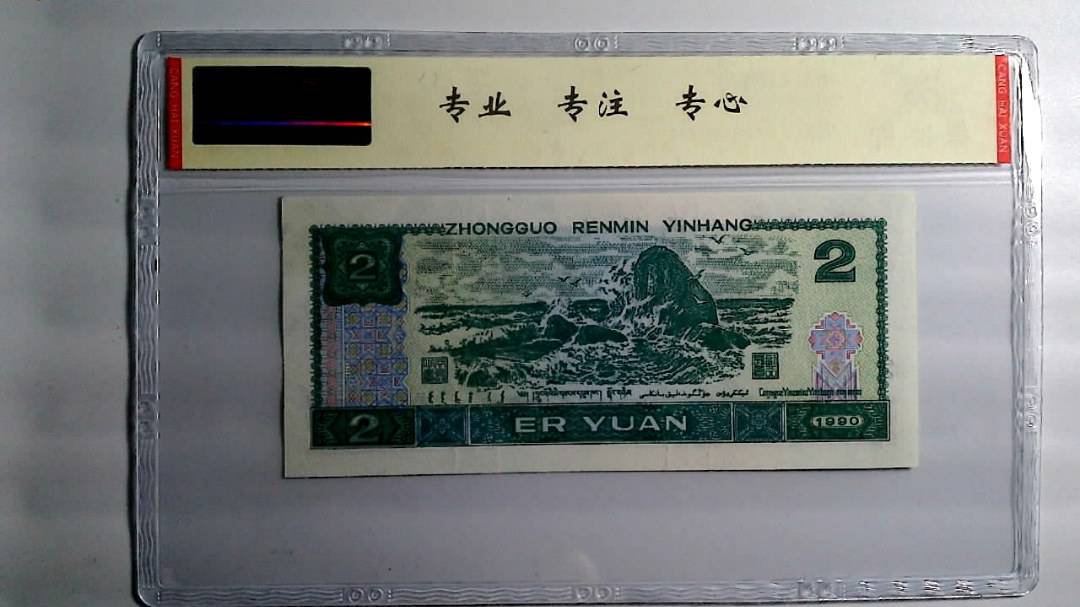 CANG HAI XUAN
专业 专注 专心
CANG HAI XUAN
ZHONGGUO RENMIN YINHANG
2
2
2
ER YUAN
1990